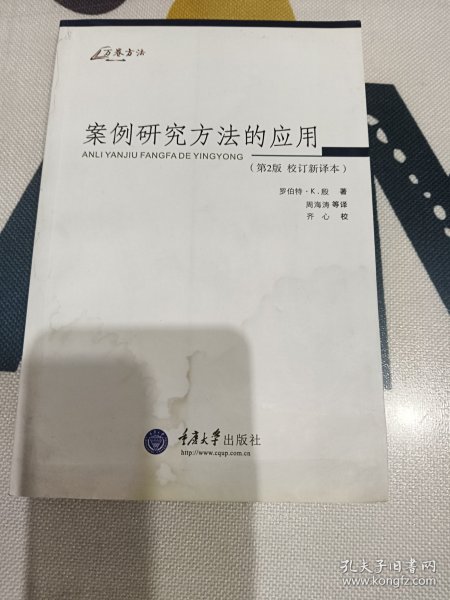 万卷方法
案例研究方法的应用
ANLI YANJIU FANGFA DE YINGYONG
（第2版 校订新译本）
罗伯特·K.殷 著
周海涛 等译
齐心 校
重庆大学出版社
http://www.cqup.com.cn
孔夫子旧书网
www.kongfz.com